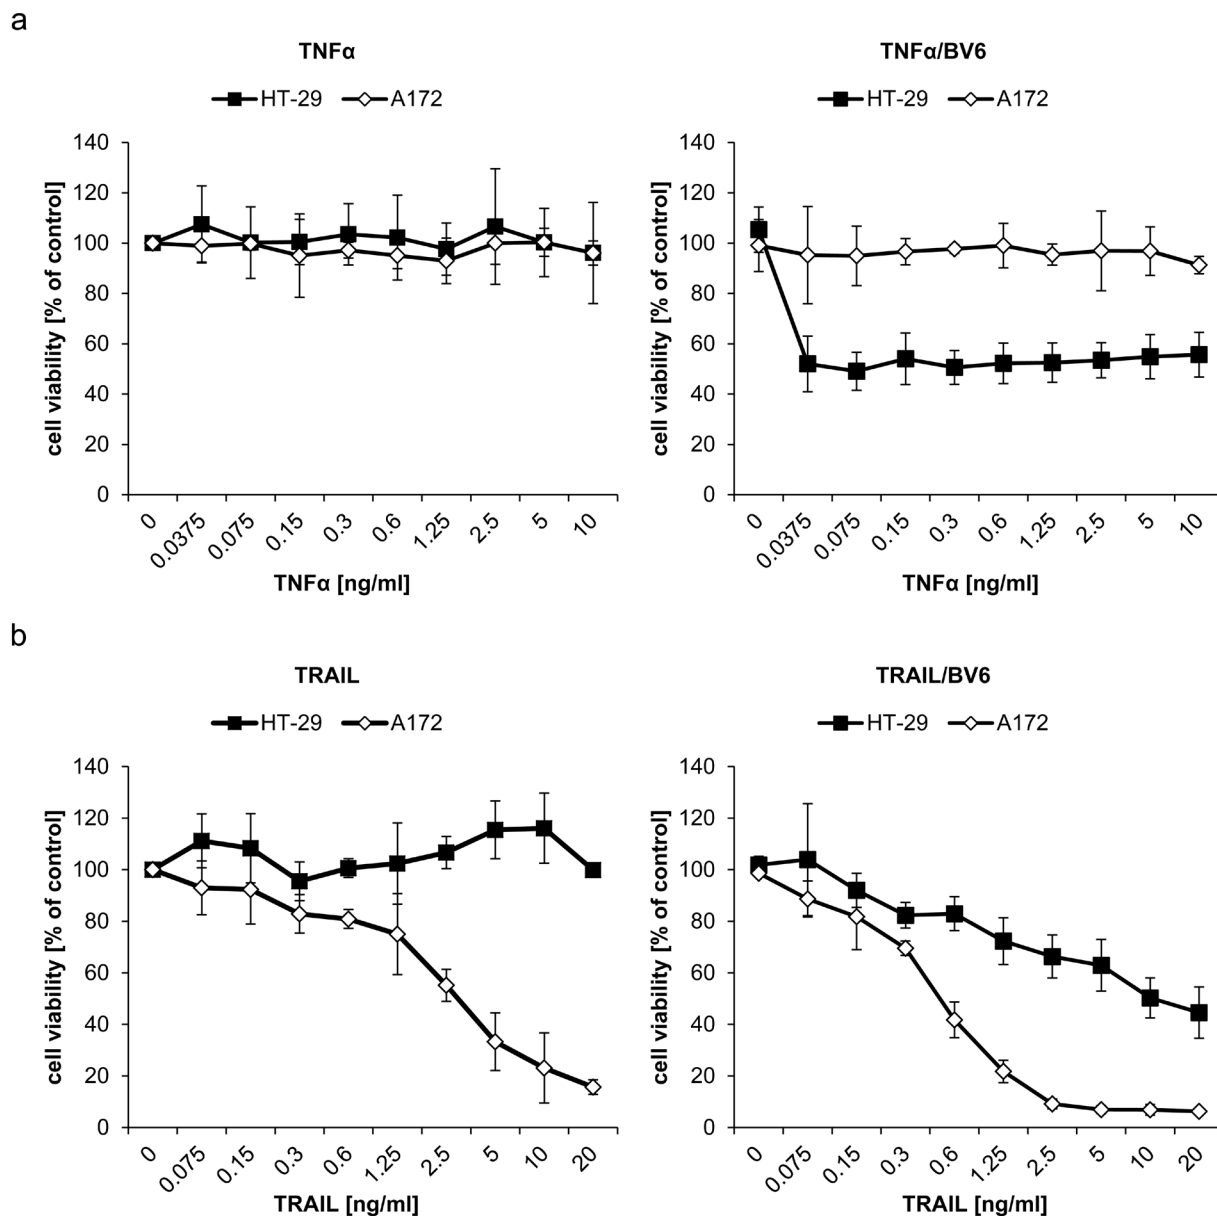 a
TNFα
HT-29 A172
140
120
100
80
60
40
20
0
cell viability [% of control]
0 0.0375 0.075 0.15 0.3 0.6 1.25 2.5 5 10
TNFα [ng/ml]
TNFα/BV6
HT-29 A172
140
120
100
80
60
40
20
0
cell viability [% of control]
0 0.0375 0.075 0.15 0.3 0.6 1.25 2.5 5 10
TNFα [ng/ml]
b
TRAIL
HT-29 A172
140
120
100
80
60
40
20
0
cell viability [% of control]
0 0.075 0.15 0.3 0.6 1.25 2.5 5 10 20
TRAIL [ng/ml]
TRAIL/BV6
HT-29 A172
140
120
100
80
60
40
20
0
cell viability [% of control]
0 0.075 0.15 0.3 0.6 1.25 2.5 5 10 20
TRAIL [ng/ml]